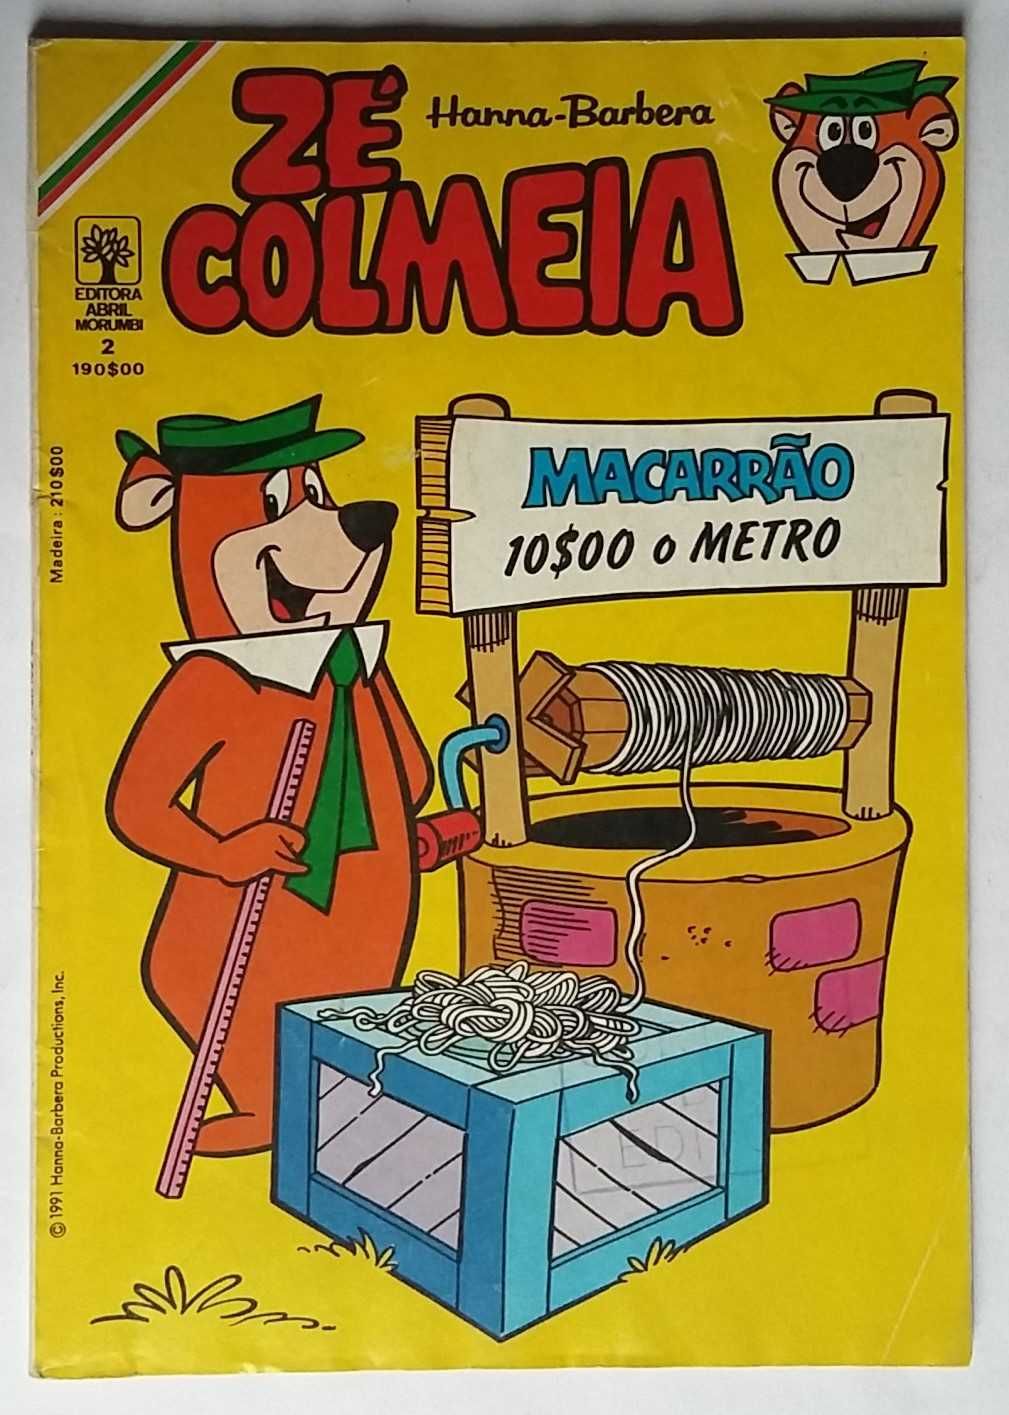 ZÉ
Hanna-Barbera
COLMEIA
EDITORA
ABRIL
MORUMBI
2
190$00
Madeira: 210$00
MACARRÃO
10$00 o METRO
© 1991 Hanna-Barbera Productions, Inc.
EDI